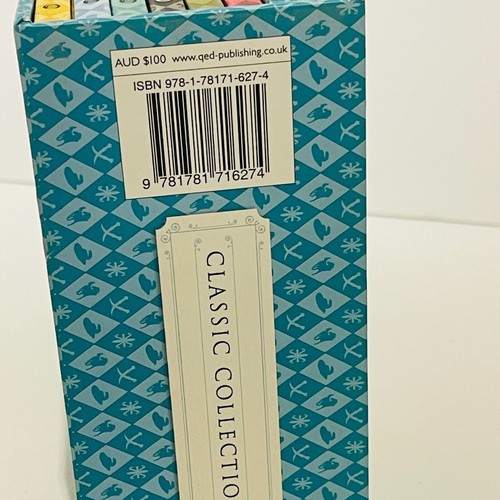 AUD $100 www.qed-publishing.co.uk
ISBN 978-1-78171-627-4
9 781781 716274
CLASSIC COLLECTIO